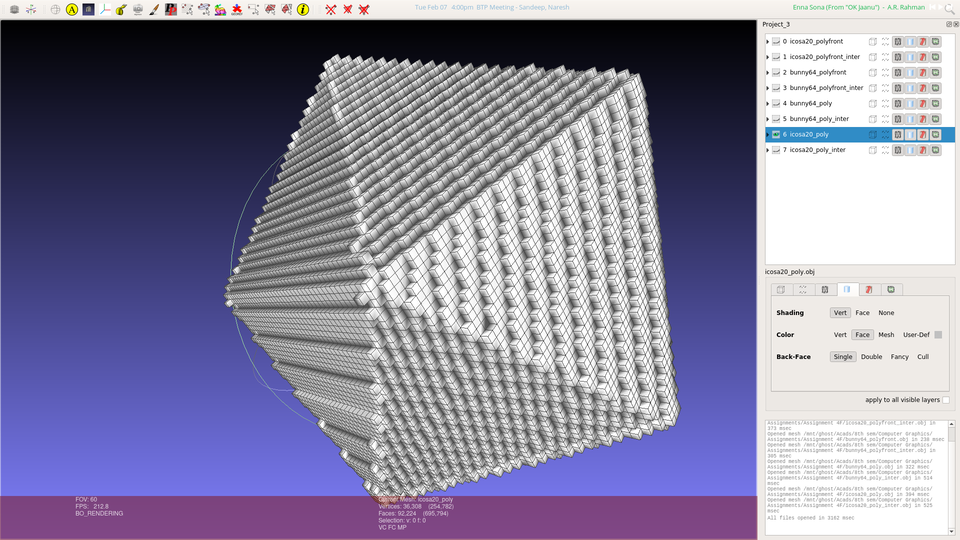 Tue Feb 07 4:00pm BTP Meeting - Sandeep, Naresh
Enna Sona (From "OK Jaanu") - A.R. Rahman
Project_3
0 icosa20_polyfront
1 icosa20_polyfront_inter
2 bunny64_polyfront
3 bunny64_polyfront_inter
4 bunny64_poly
5 bunny64_poly_inter
6 icosa20_poly
7 icosa20_poly_inter
icosa20_poly.obj
Shading Vert Face None
Color Vert Face Mesh User-Def
Back-Face Single Double Fancy Cull
apply to all visible layers
Assignments/Assignment 4F/icosa20_polyfront_inter.obj in
373 msec
Opened mesh /mnt/ghost/Acads/8th sem/Computer Graphics/
Assignments/Assignment 4F/bunny64_polyfront.obj in 238 msec
Opened mesh /mnt/ghost/Acads/8th sem/Computer Graphics/
Assignments/Assignment 4F/bunny64_polyfront_inter.obj in
305 msec
Opened mesh /mnt/ghost/Acads/8th sem/Computer Graphics/
Assignments/Assignment 4F/bunny64_poly.obj in 322 msec
Opened mesh /mnt/ghost/Acads/8th sem/Computer Graphics/
Assignments/Assignment 4F/bunny64_poly_inter.obj in 514
msec
Opened mesh /mnt/ghost/Acads/8th sem/Computer Graphics/
Assignments/Assignment 4F/icosa20_poly.obj in 394 msec
Opened mesh /mnt/ghost/Acads/8th sem/Computer Graphics/
Assignments/Assignment 4F/icosa20_poly_inter.obj in 525
msec
All files opened in 3182 msec
FOV: 60
FPS: 212.8
BO_RENDERING
Current Mesh: icosa20_poly
Vertices: 36,308 (254,782)
Faces: 92,224 (695,794)
Selection: v: 0 f: 0
VC FC MP